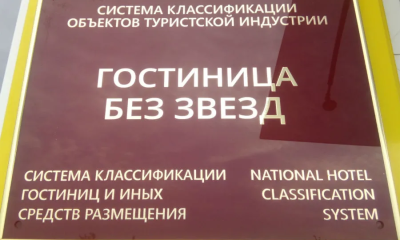 СИСТЕМА КЛАССИФИКАЦИИ
ОБЪЕКТОВ ТУРИСТСКОЙ ИНДУСТРИИ
ГОСТИНИЦА
БЕЗ ЗВЕЗД
СИСТЕМА КЛАССИФИКАЦИИ
ГОСТИНИЦ И ИНЫХ
СРЕДСТВ РАЗМЕЩЕНИЯ
NATIONAL HOTEL
CLASSIFICATION
SYSTEM